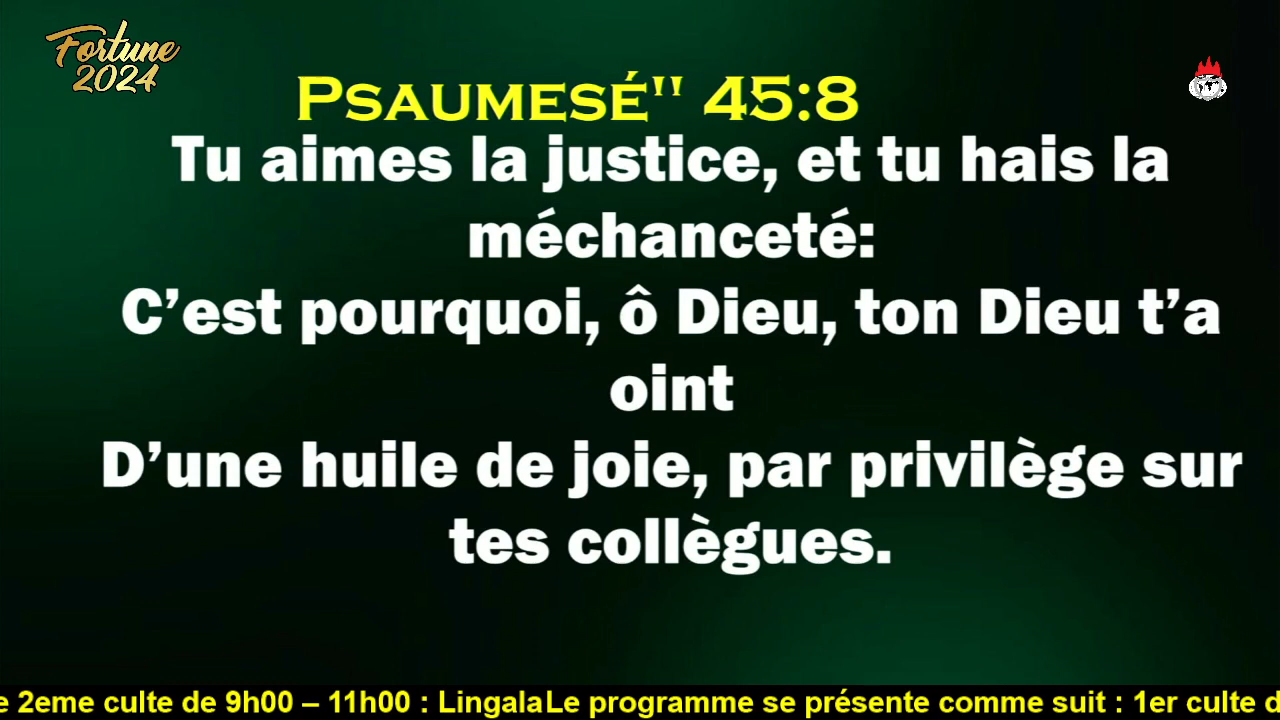 Fortune
2024
Psaumesé" 45:8
Tu aimes la justice, et tu hais la
méchanceté:
C’est pourquoi, ô Dieu, ton Dieu t’a
oint
D’une huile de joie, par privilège sur
tes collègues.
e 2eme culte de 9h00 – 11h00 : LingalaLe programme se présente comme suit : 1er culte d